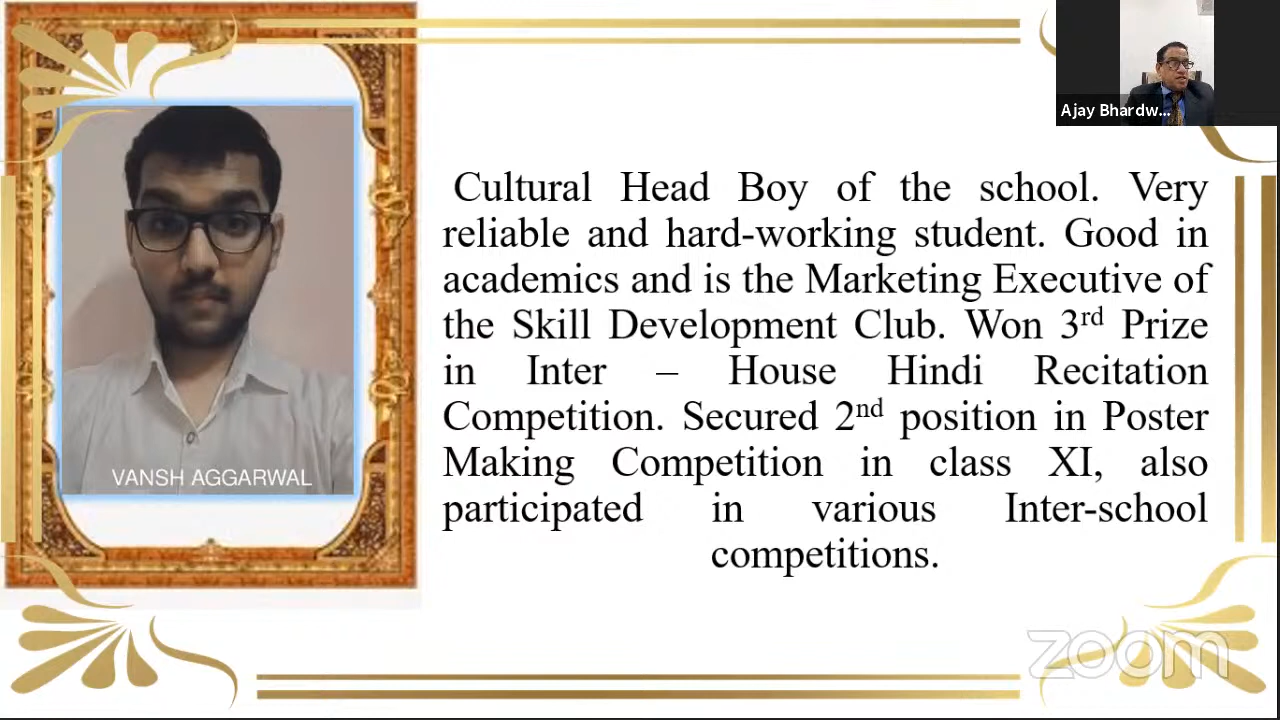 Ajay Bhardw...
Cultural Head Boy of the school. Very
reliable and hard-working student. Good in
academics and is the Marketing Executive of
the Skill Development Club. Won 3rd Prize
in Inter – House Hindi Recitation
Competition. Secured 2nd position in Poster
Making Competition in class XI, also
participated in various Inter-school
competitions.
VANSH AGGARWAL
zoom